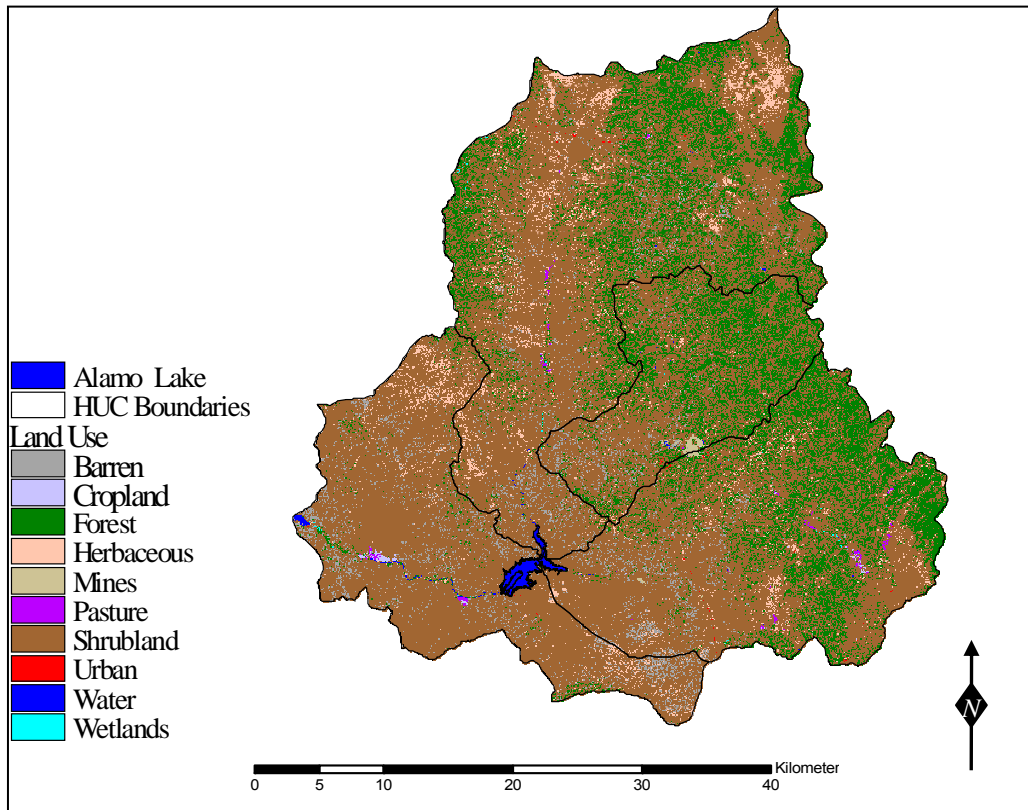 Alamo Lake
HUC Boundaries
Land Use
Barren
Cropland
Forest
Herbaceous
Mines
Pasture
Shrubland
Urban
Water
Wetlands
N
Kilometer
0 5 10 20 30 40